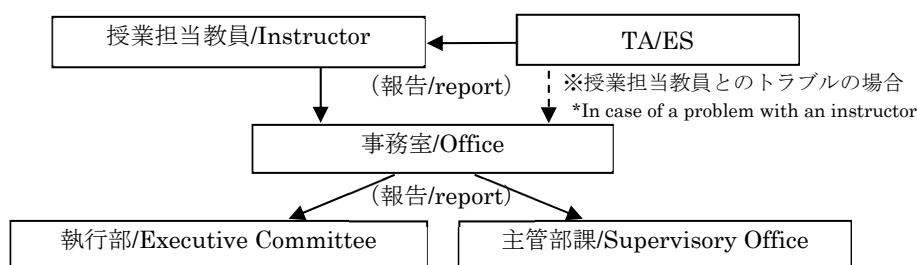 授業担当教員/Instructor
TA/ES
（報告/report）
※授業担当教員とのトラブルの場合
*In case of a problem with an instructor
事務室/Office
（報告/report）
執行部/Executive Committee
主管部課/Supervisory Office